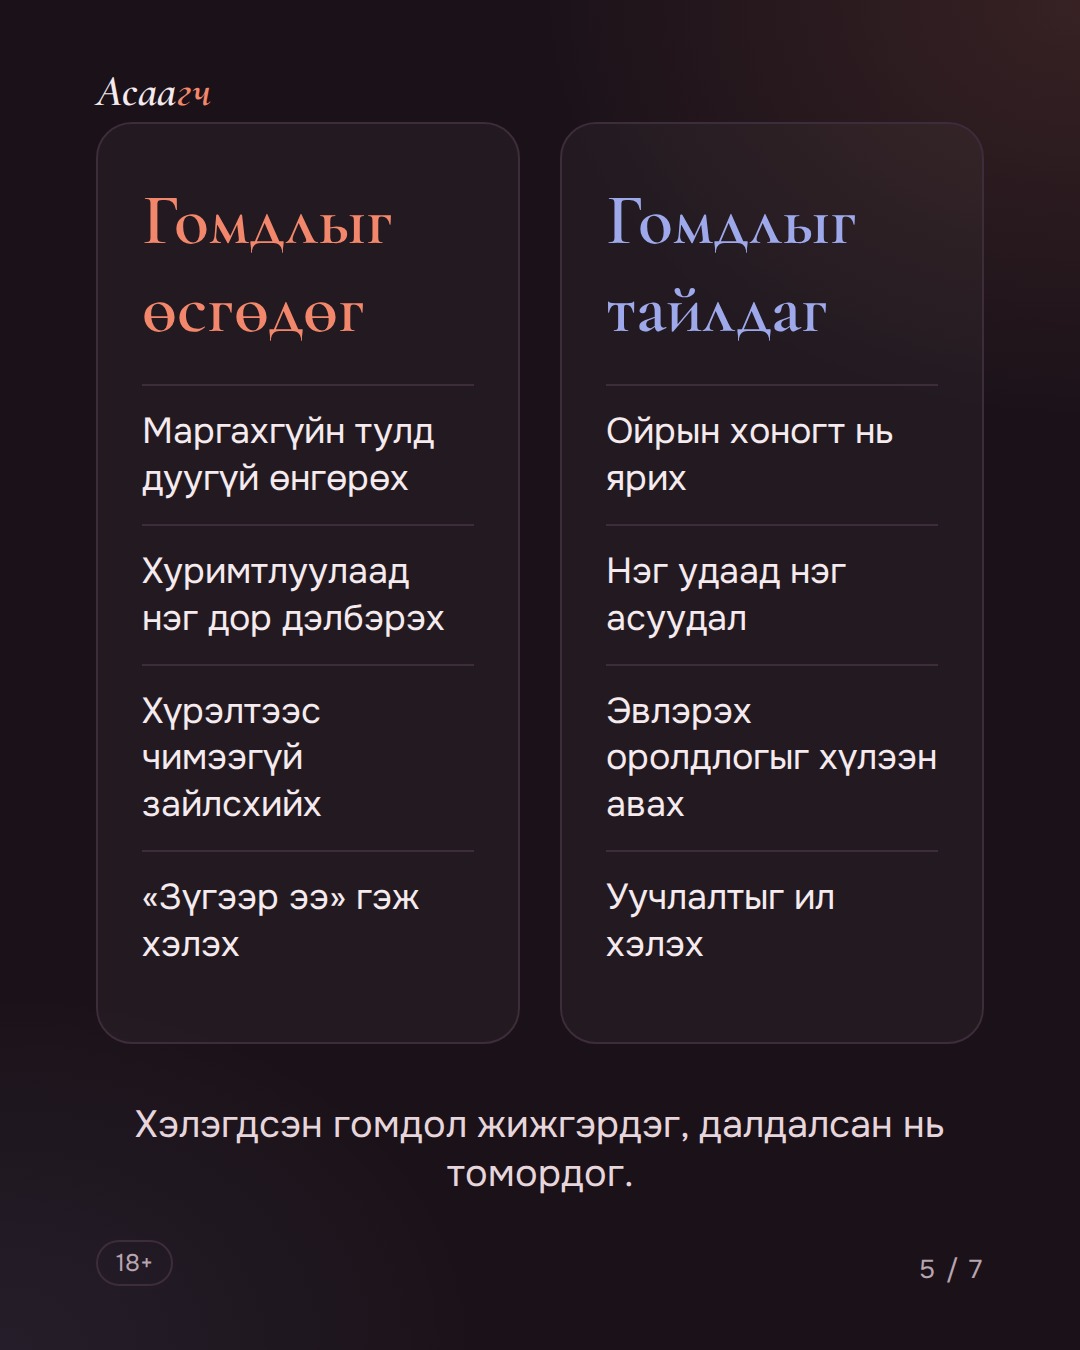 Асаагч
Гомдлыг
өсгөдөг
Маргахгүйн тулд
дуугүй өнгөрөх
Хуримтлуулаад
нэг дор дэлбэрэх
Хүрэлтээс
чимээгүй
зайлсхийх
«Зүгээр ээ» гэж
хэлэх
Гомдлыг
тайлдаг
Ойрын хоногт нь
ярих
Нэг удаад нэг
асуудал
Эвлэрэх
оролдлогыг хүлээн
авах
Уучлалтыг ил
хэлэх
Хэлэгдсэн гомдол жижгэрдэг, далдалсан нь
томордог.
18+
5 / 7